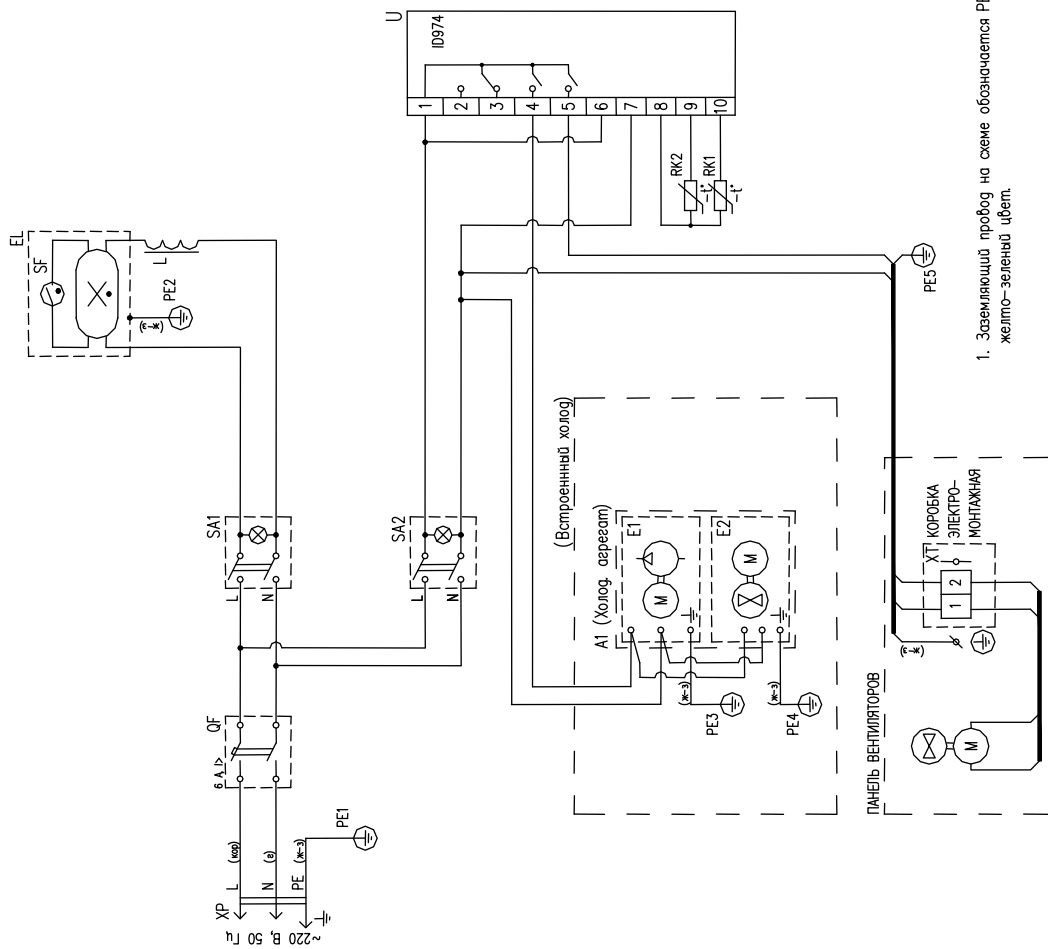 U
ID974
1
2
3
4
5
6
7
8
9
10
RK2
-t°
RK1
-t°
EL
SF
L
PE2
(ж-з)
SA1
L
N
SA2
L
N
QF
6 А I>
XP
L
(кор)
N
(г)
PE
(ж-з)
PE1
~220 В, 50 Гц
(Встроенный холод)
A1 (Холод. агрегат)
E1
M
E2
M
(ж-з)
PE3
(ж-з)
PE4
PE5
ПАНЕЛЬ ВЕНТИЛЯТОРОВ
M
(ж-з)
XT
КОРОБКА
ЭЛЕКТРО-
МОНТАЖНАЯ
1
2
1. Заземляющий провод на схеме обозначается PE
желто-зеленый цвет.